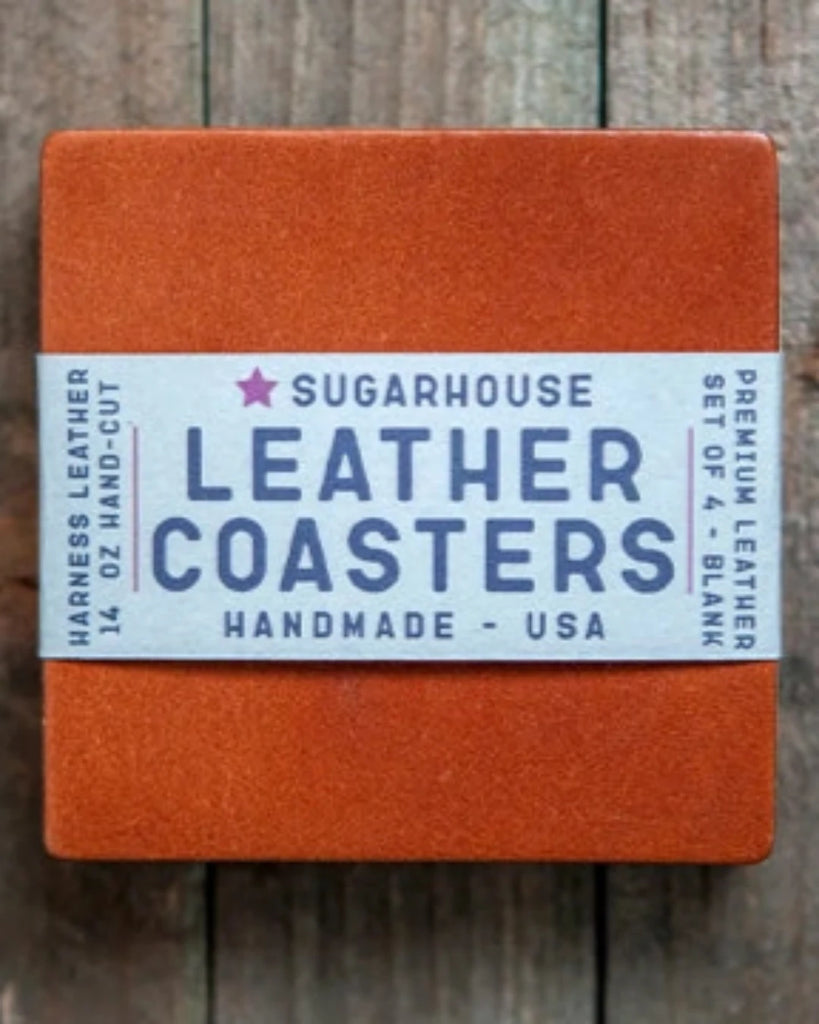 HARNESS LEATHER
14 OZ HAND-CUT
SUGARHOUSE
LEATHER
COASTERS
HANDMADE - USA
PREMIUM LEATHER
SET OF 4 - BLANK